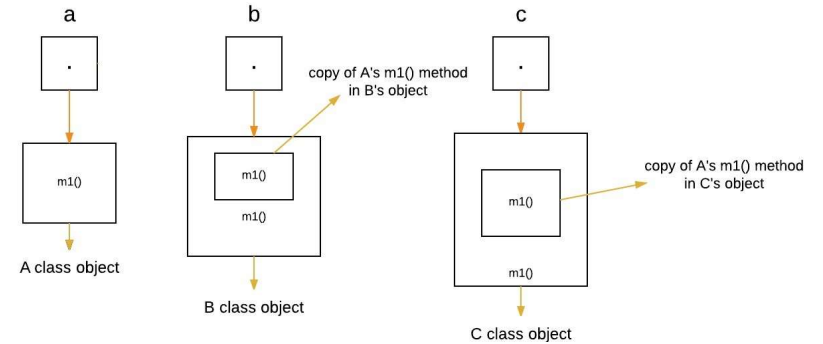 a
b
c
.
.
.
copy of A's m1() method
in B's object
m1()
m1()
m1()
copy of A's m1() method
in C's object
m1()
m1()
A class object
B class object
C class object